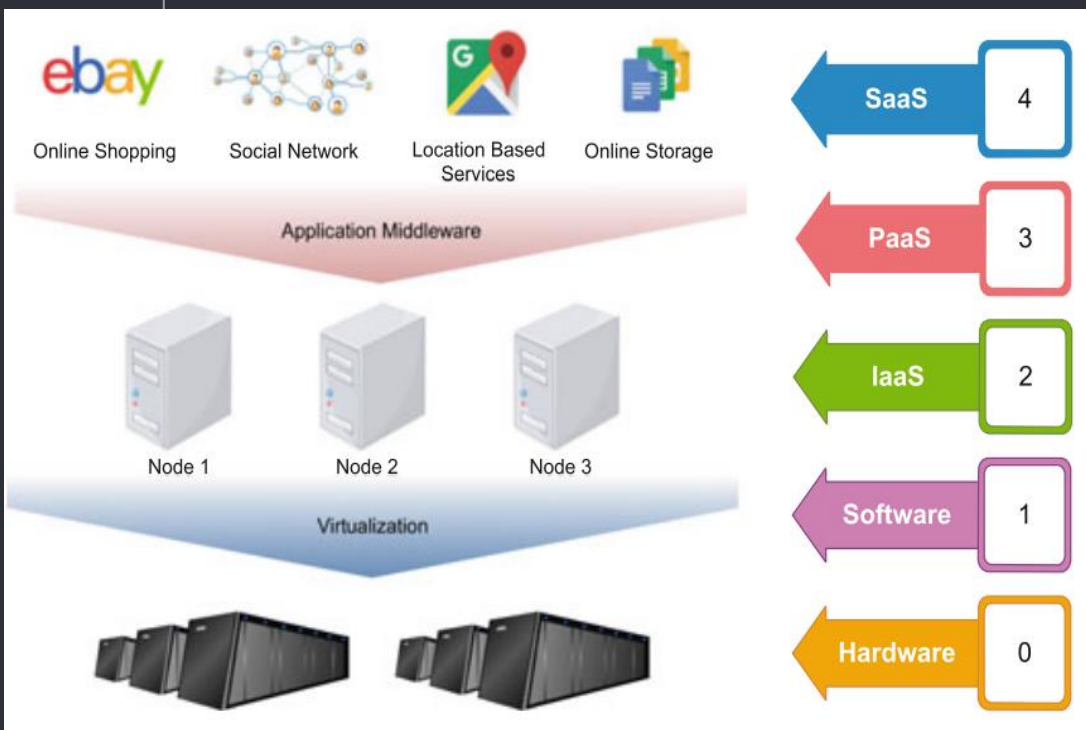 ebay
G
Online Shopping
Social Network
Location Based
Services
Online Storage
SaaS
4
Application Middleware
PaaS
3
IaaS
2
Node 1
Node 2
Node 3
Virtualization
Software
1
Hardware
0